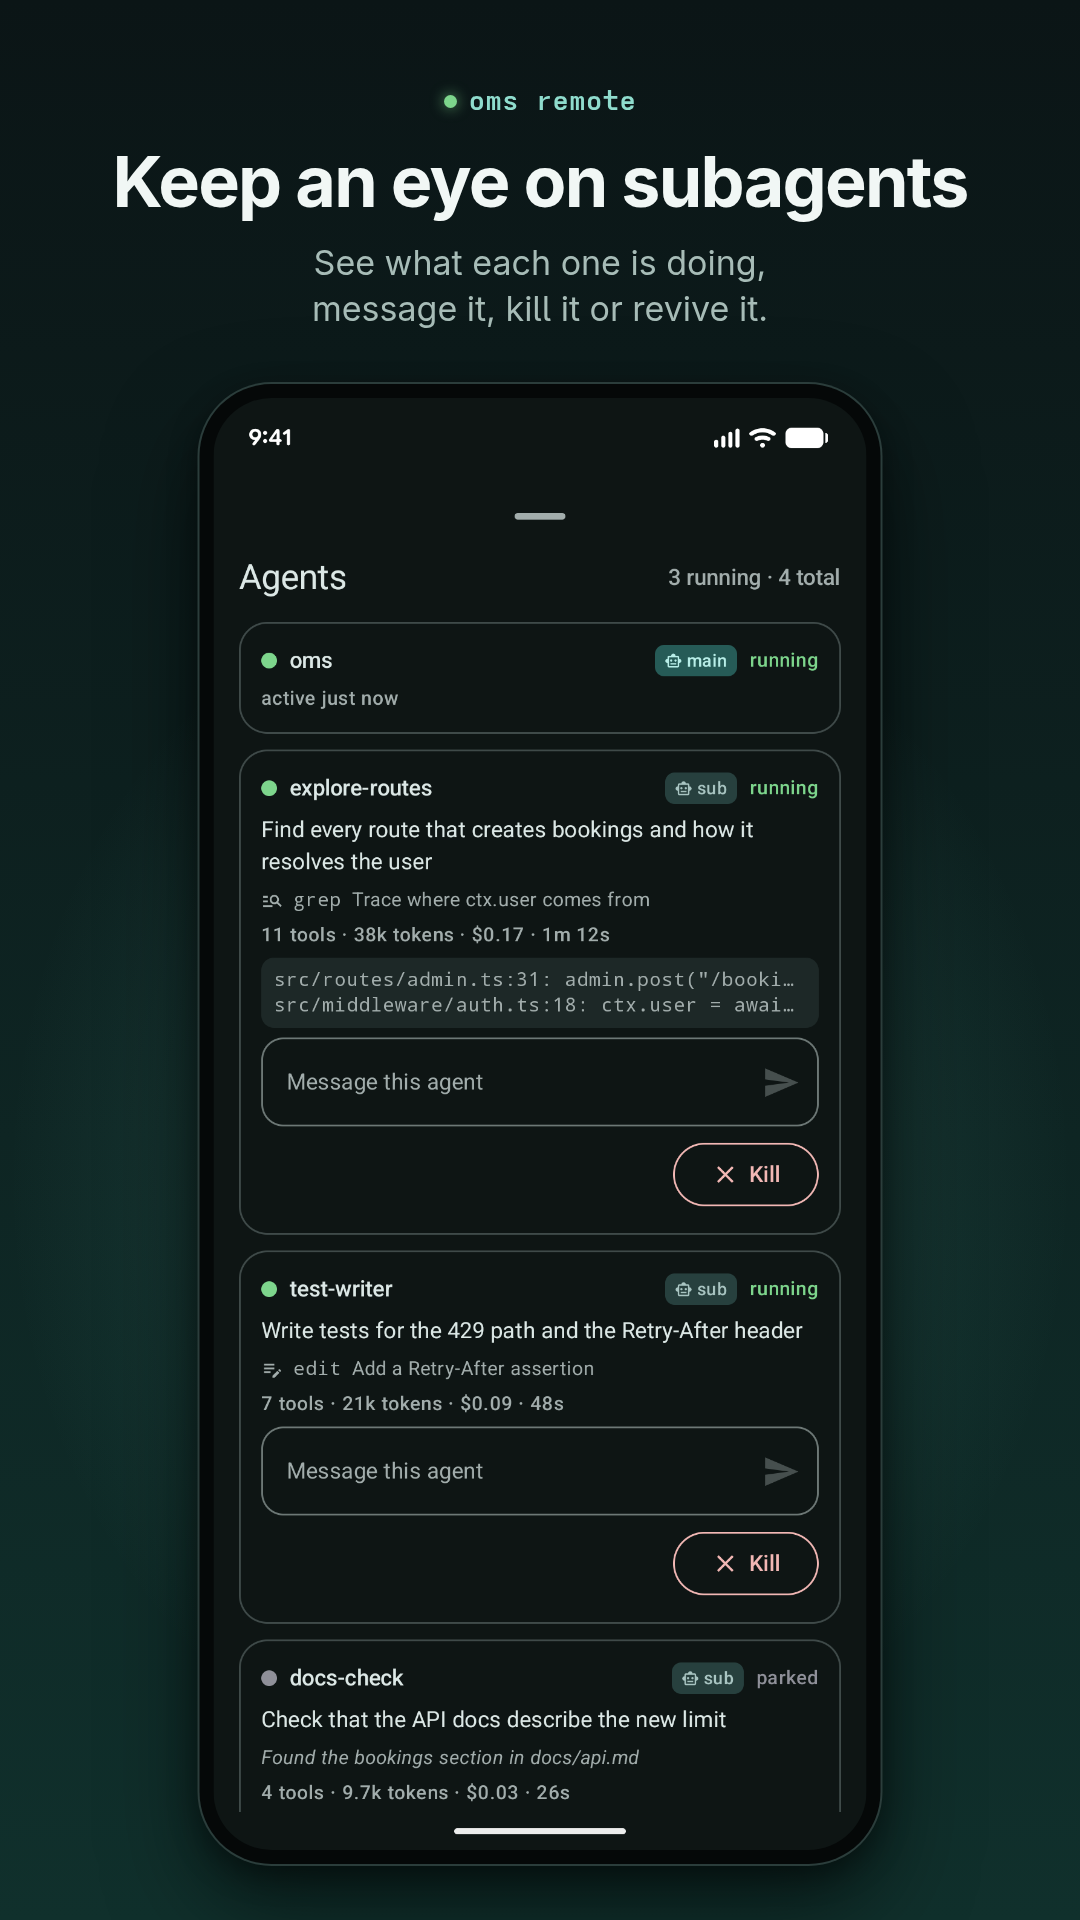 oms remote
Keep an eye on subagents
See what each one is doing,
message it, kill it or revive it.
9:41
Agents
3 running · 4 total
oms
main
running
active just now
explore-routes
sub
running
Find every route that creates bookings and how it
resolves the user
grep Trace where ctx.user comes from
11 tools · 38k tokens · $0.17 · 1m 12s
src/routes/admin.ts:31: admin.post("/booki…
src/middleware/auth.ts:18: ctx.user = awai…
Message this agent
Kill
test-writer
sub
running
Write tests for the 429 path and the Retry-After header
edit Add a Retry-After assertion
7 tools · 21k tokens · $0.09 · 48s
Message this agent
Kill
docs-check
sub
parked
Check that the API docs describe the new limit
Found the bookings section in docs/api.md
4 tools · 9.7k tokens · $0.03 · 26s